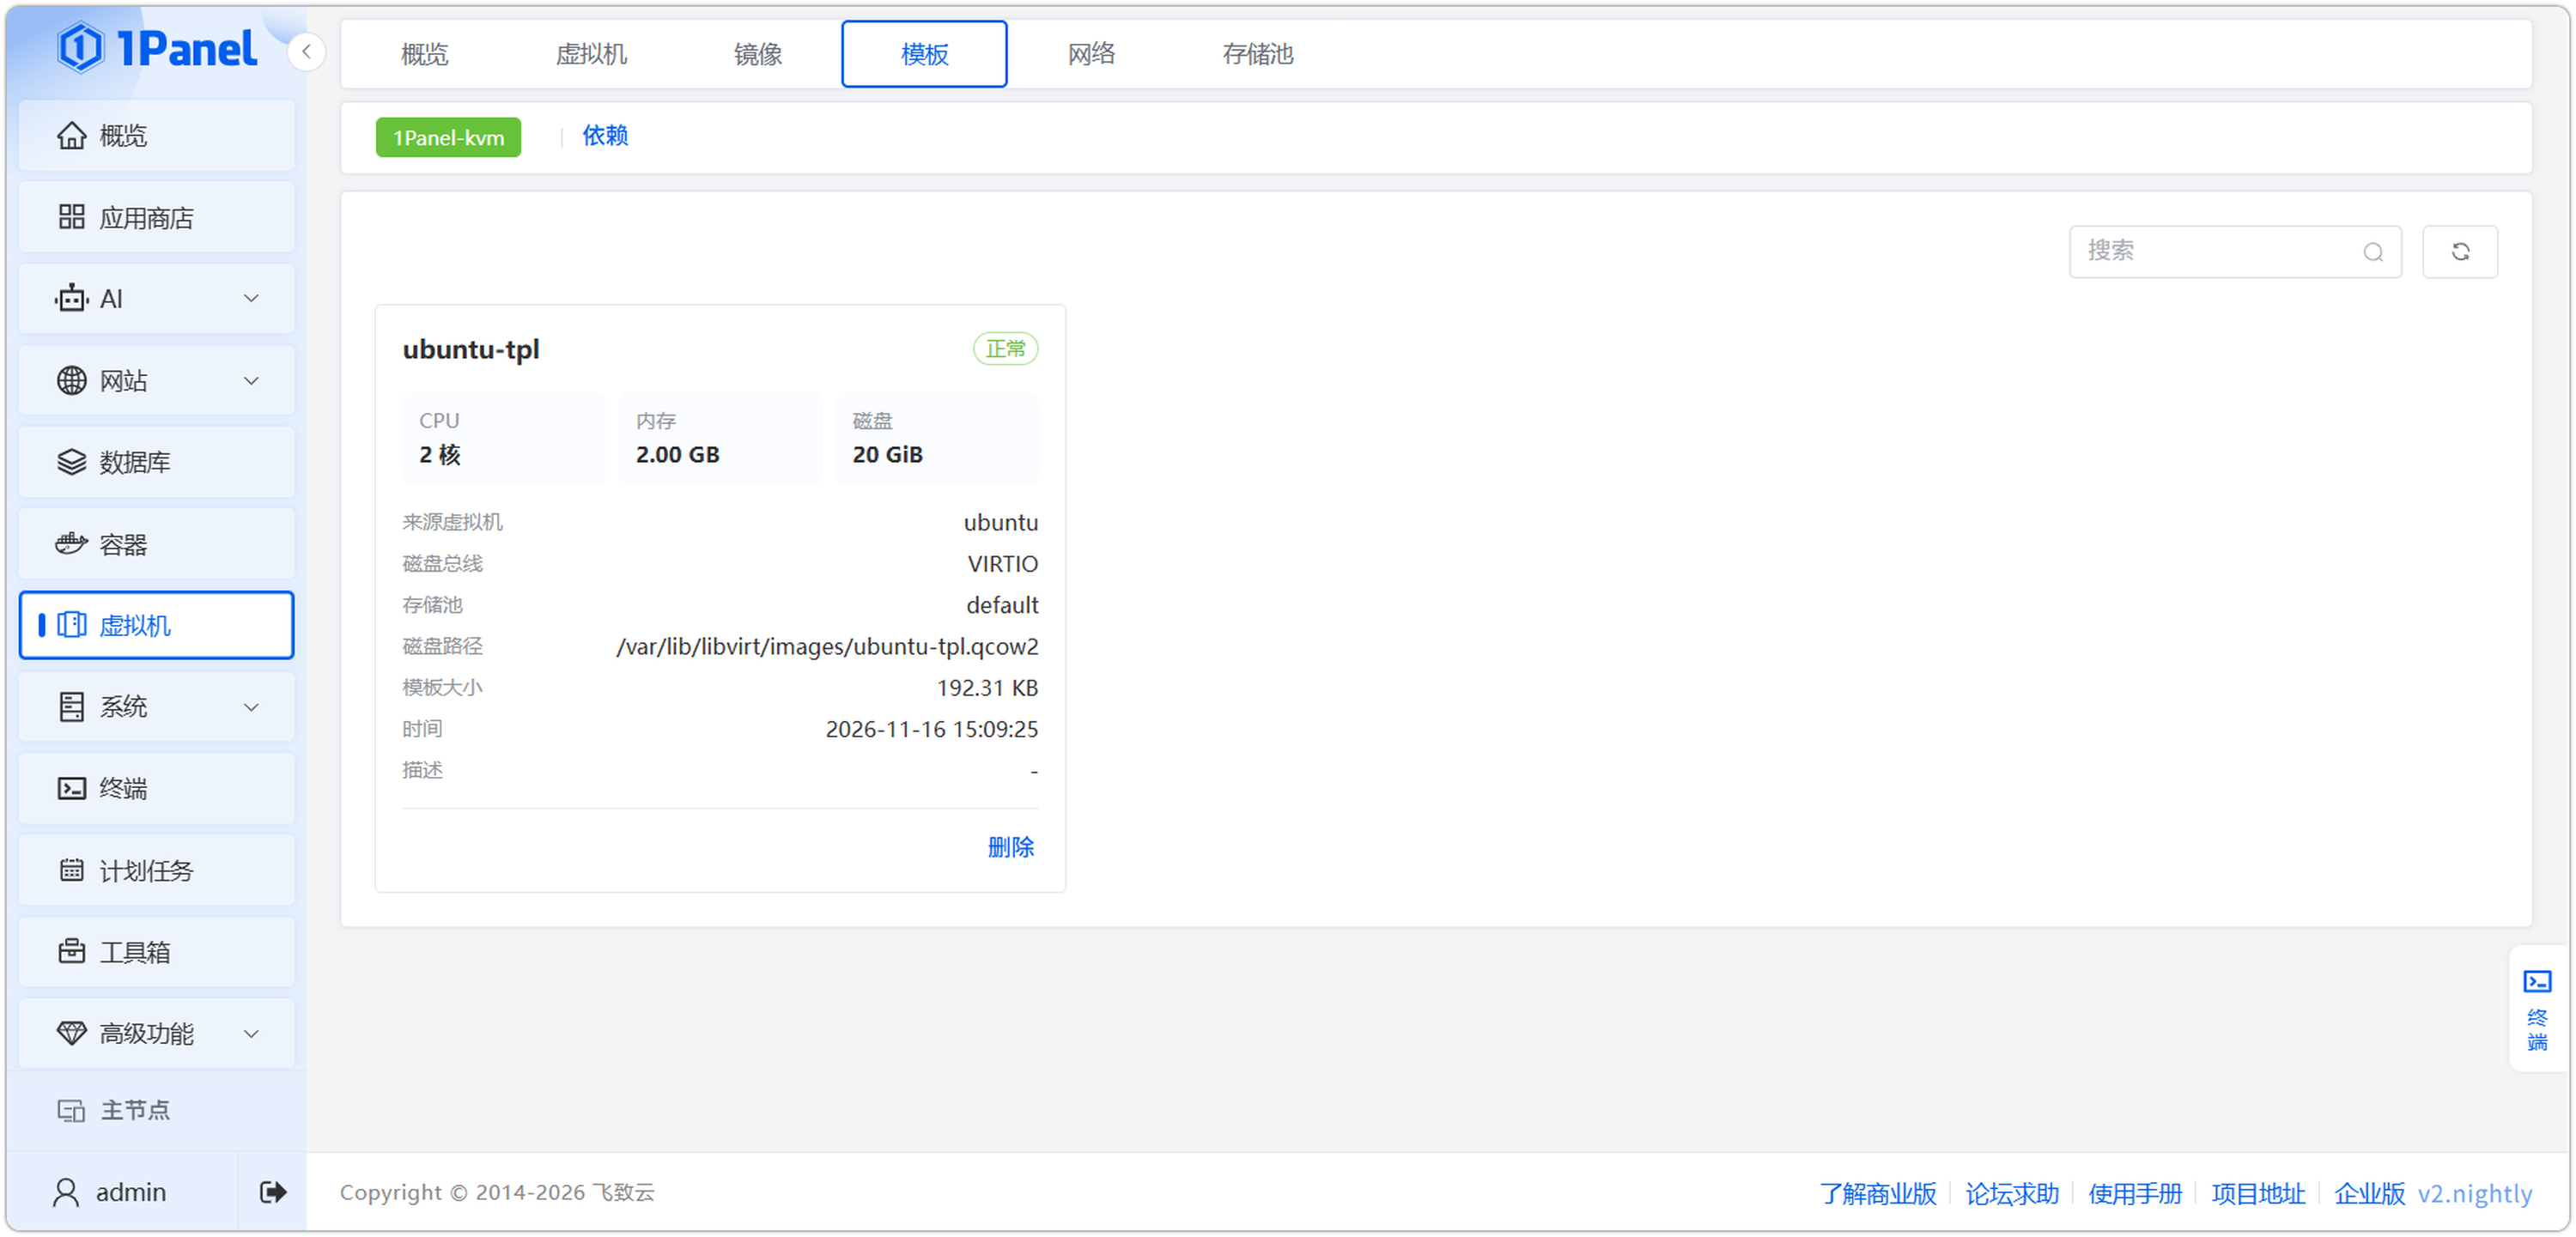 1Panel
概览
应用商店
AI
网站
数据库
容器
虚拟机
系统
终端
计划任务
工具箱
高级功能
主节点
admin
概览 虚拟机 镜像 模板 网络 存储池
1Panel-kvm 依赖
搜索
ubuntu-tpl 正常
CPU 内存 磁盘
2 核 2.00 GB 20 GiB
来源虚拟机 ubuntu
磁盘总线 VIRTIO
存储池 default
磁盘路径 /var/lib/libvirt/images/ubuntu-tpl.qcow2
模板大小 192.31 KB
时间 2026-11-16 15:09:25
描述 -
删除
终端
Copyright © 2014-2026 飞致云
了解商业版 论坛求助 使用手册 项目地址 企业版 v2.nightly